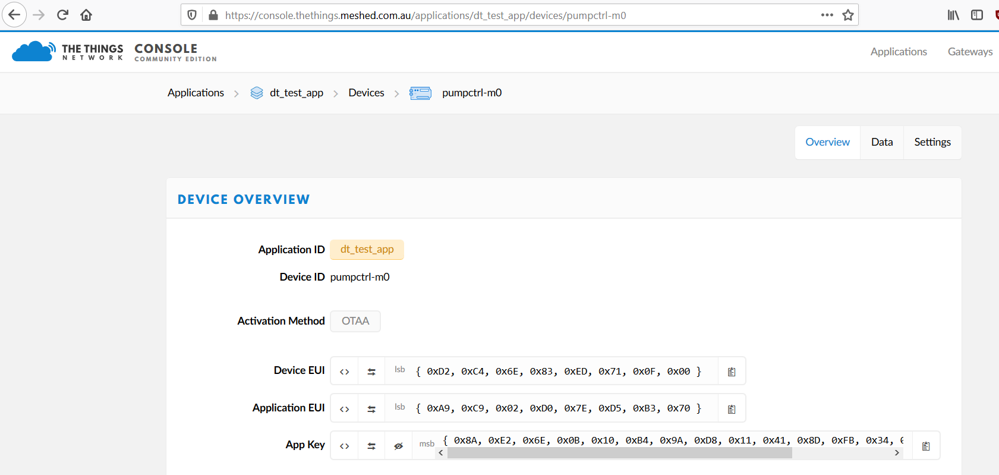 https://console.thethings.meshed.com.au/applications/dt_test_app/devices/pumpctrl-m0
THE THINGS NETWORK CONSOLE COMMUNITY EDITION
Applications Gateways
Applications > dt_test_app > Devices > pumpctrl-m0
Overview Data Settings
DEVICE OVERVIEW
Application ID dt_test_app
Device ID pumpctrl-m0
Activation Method OTAA
Device EUI <> lsb { 0xD2, 0xC4, 0x6E, 0x83, 0xED, 0x71, 0x0F, 0x00 }
Application EUI <> lsb { 0xA9, 0xC9, 0x02, 0xD0, 0x7E, 0xD5, 0xB3, 0x70 }
App Key <> msb { 0x8A, 0xE2, 0x6E, 0x0B, 0x10, 0xB4, 0x9A, 0xD8, 0x11, 0x41, 0x8D, 0xFB, 0x34,